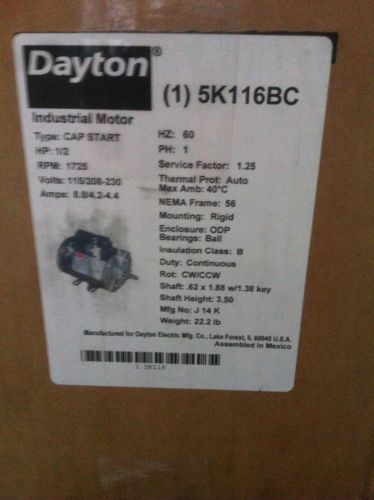 Dayton®
(1) 5K116BC
Industrial Motor
Type: CAP START
HP: 1/2
RPM: 1725
Volts: 115/208-230
Amps: 8.8/4.2-4.4
HZ: 60
PH: 1
Service Factor: 1.25
Thermal Prot: Auto
Max Amb: 40°C
NEMA Frame: 56
Mounting: Rigid
Enclosure: ODP
Bearings: Ball
Insulation Class: B
Duty: Continuous
Rot: CW/CCW
Shaft: .62 x 1.88 w/1.38 key
Shaft Height: 3.50
Mfg No: J 14 K
Weight: 22.2 lb
Manufactured for Dayton Electric Mfg. Co., Lake Forest, IL 60045 U.S.A.
Assembled in Mexico
1 5K116